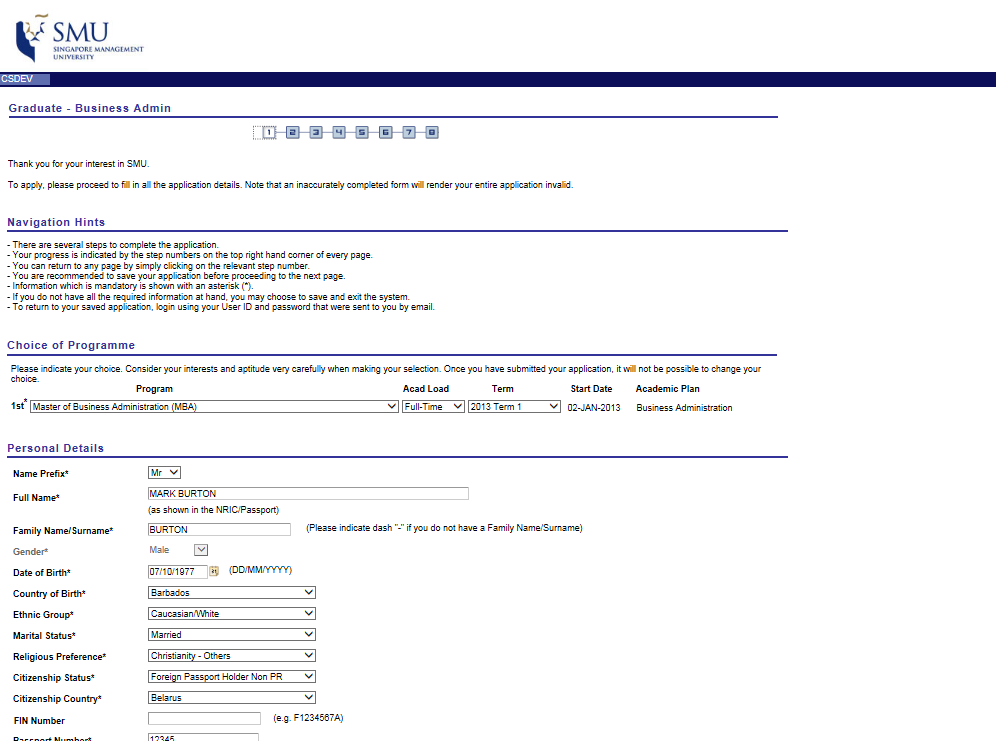 SMU
SINGAPORE MANAGEMENT
UNIVERSITY
CSDEV
Graduate - Business Admin
1 2 3 4 5 6 7 8
Thank you for your interest in SMU.
To apply, please proceed to fill in all the application details. Note that an inaccurately completed form will render your entire application invalid.
Navigation Hints
- There are several steps to complete the application.
- Your progress is indicated by the step numbers on the top right hand corner of every page.
- You can return to any page by simply clicking on the relevant step number.
- You are recommended to save your application before proceeding to the next page.
- Information which is mandatory is shown with an asterisk (*).
- If you do not have all the required information at hand, you may choose to save and exit the system.
- To return to your saved application, login using your User ID and password that were sent to you by email.
Choice of Programme
Please indicate your choice. Consider your interests and aptitude very carefully when making your selection. Once you have submitted your application, it will not be possible to change your
choice.
Program Acad Load Term Start Date Academic Plan
1st* Master of Business Administration (MBA) Full-Time 2013 Term 1 02-JAN-2013 Business Administration
Personal Details
Name Prefix* Mr
Full Name* MARK BURTON
(as shown in the NRIC/Passport)
Family Name/Surname* BURTON (Please indicate dash "-" if you do not have a Family Name/Surname)
Gender* Male
Date of Birth* 07/10/1977 (DD/MM/YYYY)
Country of Birth* Barbados
Ethnic Group* Caucasian/White
Marital Status* Married
Religious Preference* Christianity - Others
Citizenship Status* Foreign Passport Holder Non PR
Citizenship Country* Belarus
FIN Number (e.g. F1234567A)
Passport Number* 12345